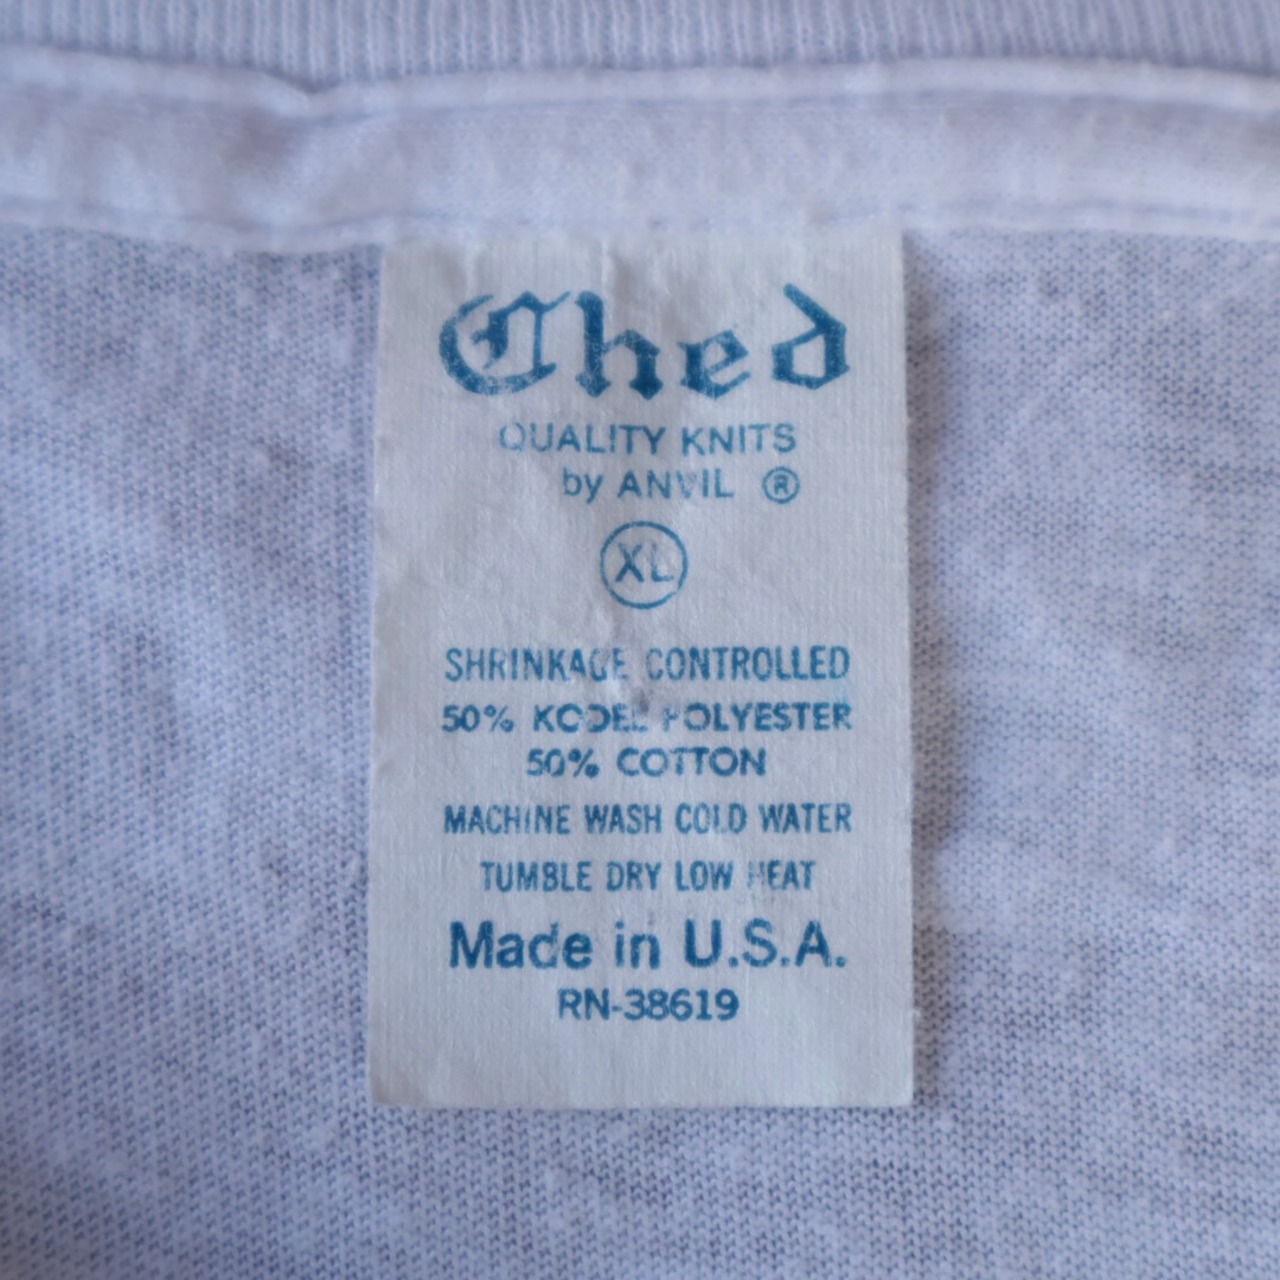 Ched
QUALITY KNITS
by ANVIL ®
XL
SHRINKAGE CONTROLLED
50% KODEL POLYESTER
50% COTTON
MACHINE WASH COLD WATER
TUMBLE DRY LOW HEAT
Made in U.S.A.
RN-38619